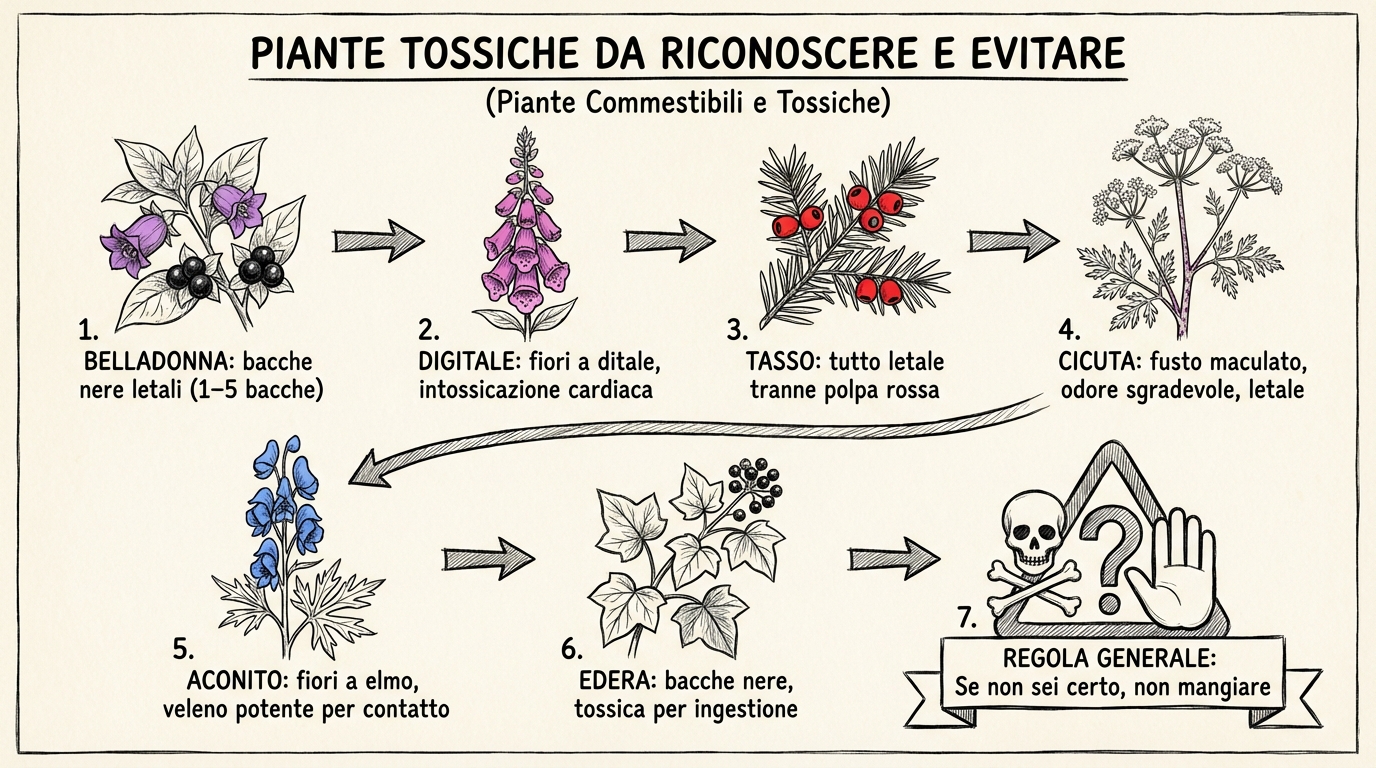 PIANTE TOSSICHE DA RICONOSCERE E EVITARE
(Piante Commestibili e Tossiche)
1.
BELLADONNA: bacche
nere letali (1–5 bacche)
2.
DIGITALE: fiori a ditale,
intossicazione cardiaca
3.
TASSO: tutto letale
tranne polpa rossa
4.
CICUTA: fusto maculato,
odore sgradevole, letale
5.
ACONITO: fiori a elmo,
veleno potente per contatto
6.
EDERA: bacche nere,
tossica per ingestione
?
7.
REGOLA GENERALE:
Se non sei certo, non mangiare